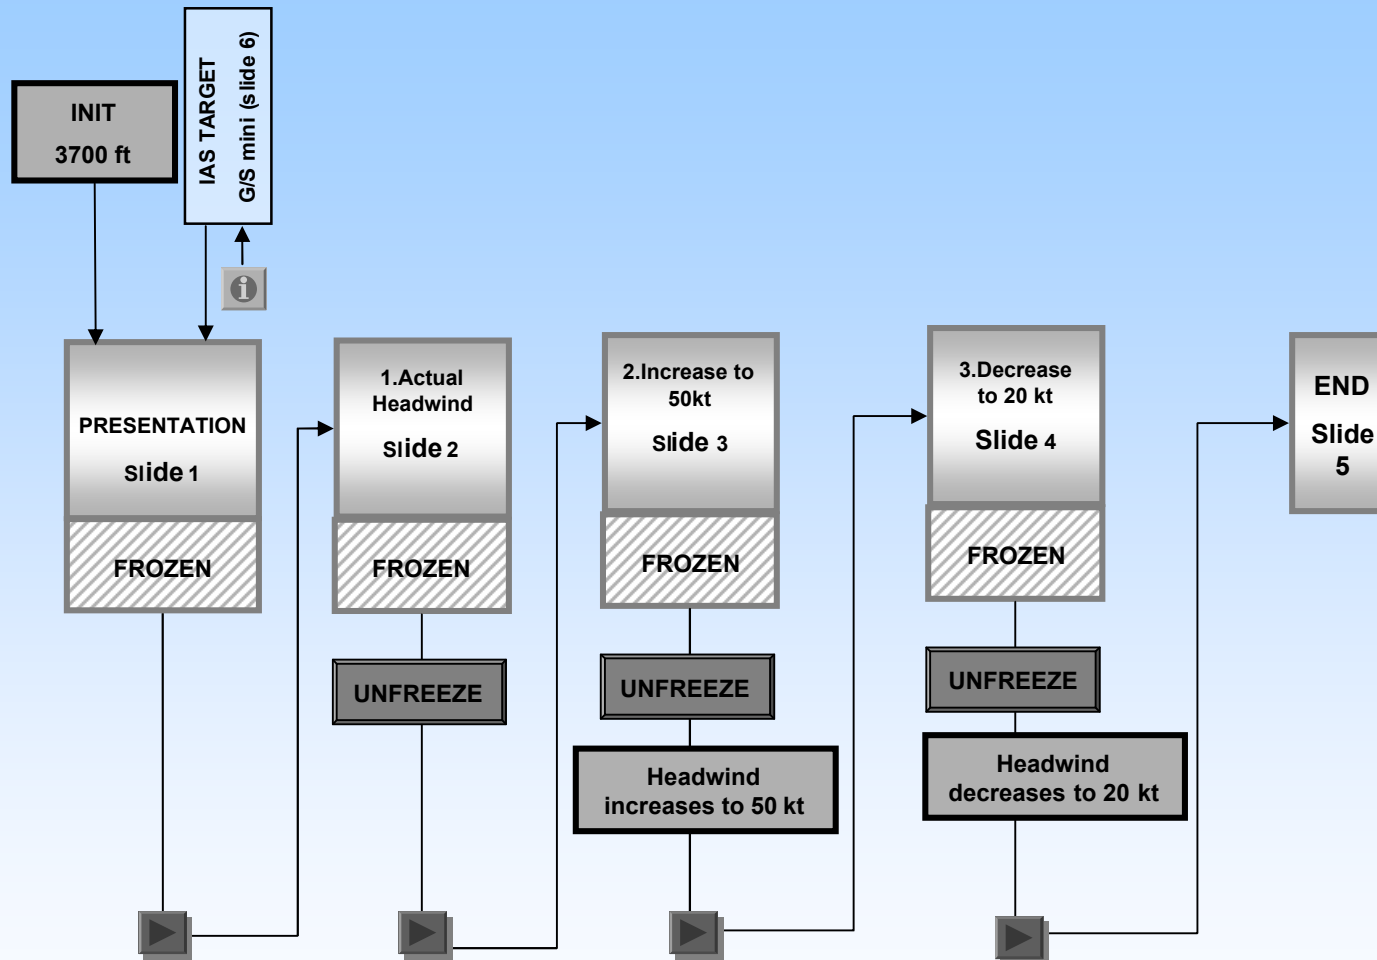 INIT
3700 ft
IAS TARGET
G/S mini (slide 6)
PRESENTATION
Slide 1
FROZEN
1.Actual
Headwind
Slide 2
FROZEN
UNFREEZE
2.Increase to
50kt
Slide 3
FROZEN
UNFREEZE
Headwind
increases to 50 kt
3.Decrease
to 20 kt
Slide 4
FROZEN
UNFREEZE
Headwind
decreases to 20 kt
END
Slide
5